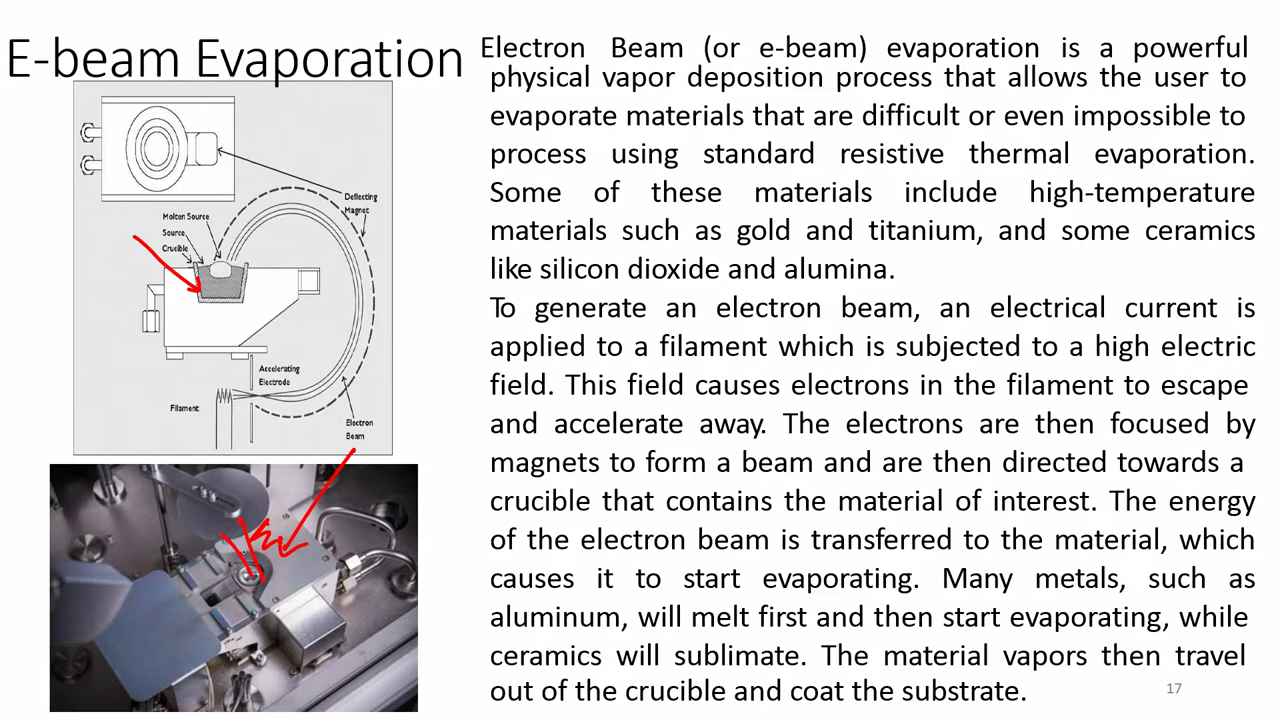 E-beam Evaporation
Electron Beam (or e-beam) evaporation is a powerful
physical vapor deposition process that allows the user to
evaporate materials that are difficult or even impossible to
process using standard resistive thermal evaporation.
Some of these materials include high-temperature
materials such as gold and titanium, and some ceramics
like silicon dioxide and alumina.
To generate an electron beam, an electrical current is
applied to a filament which is subjected to a high electric
field. This field causes electrons in the filament to escape
and accelerate away. The electrons are then focused by
magnets to form a beam and are then directed towards a
crucible that contains the material of interest. The energy
of the electron beam is transferred to the material, which
causes it to start evaporating. Many metals, such as
aluminum, will melt first and then start evaporating, while
ceramics will sublimate. The material vapors then travel
out of the crucible and coat the substrate.
Deflecting
Magnet
Molten Source
Source
Crucible
Accelerating
Electrode
Filament
Electron
Beam
17